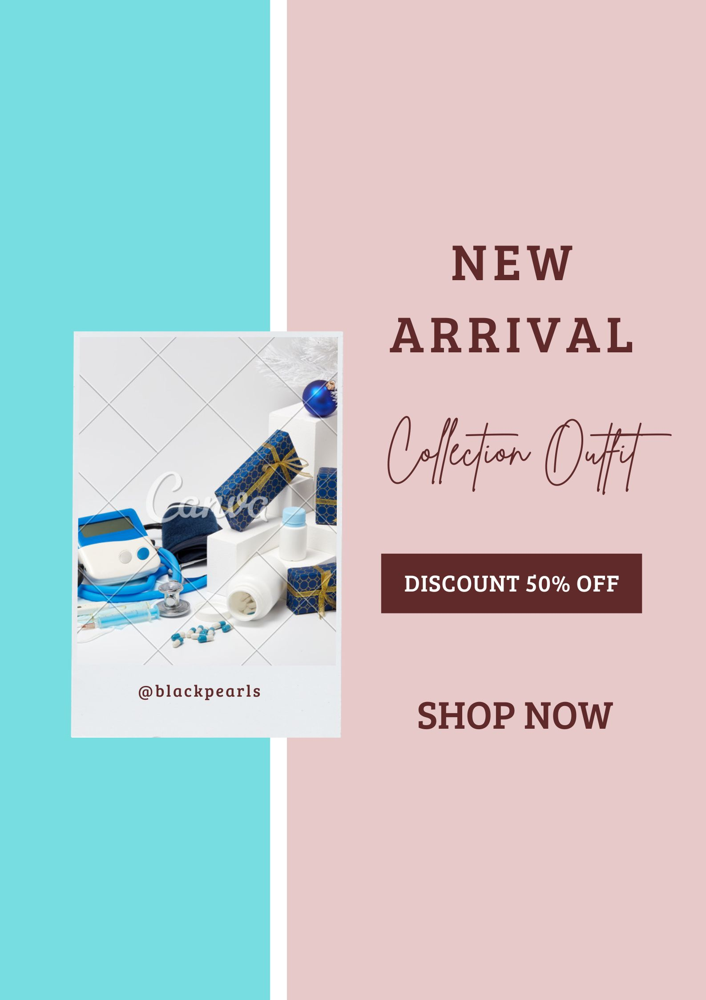 NEW
ARRIVAL
Collection Outfit
DISCOUNT 50% OFF
SHOP NOW
Canva
@blackpearls